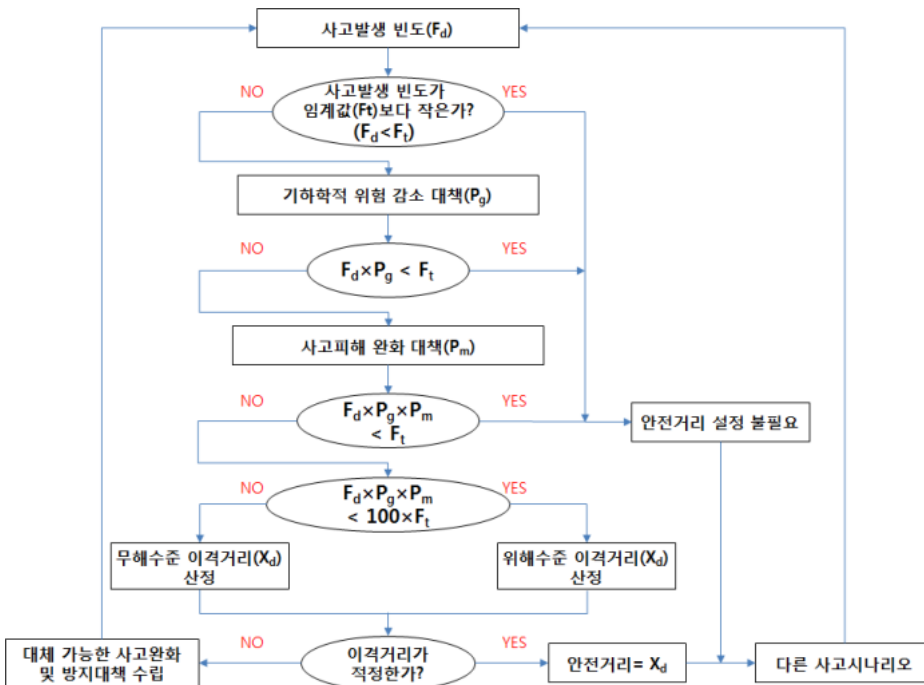 사고발생 빈도(Fd)
NO
사고발생 빈도가
임계값(Ft)보다 작은가?
(Fd<Ft)
YES
기하학적 위험 감소 대책(Pg)
NO
Fd×Pg < Ft
YES
사고피해 완화 대책(Pm)
NO
Fd×Pg×Pm
< Ft
YES
안전거리 설정 불필요
NO
Fd×Pg×Pm
< 100×Ft
YES
무해수준 이격거리(Xd)
산정
위해수준 이격거리(Xd)
산정
대체 가능한 사고완화
및 방지대책 수립
NO
이격거리가
적정한가?
YES
안전거리= Xd
다른 사고시나리오